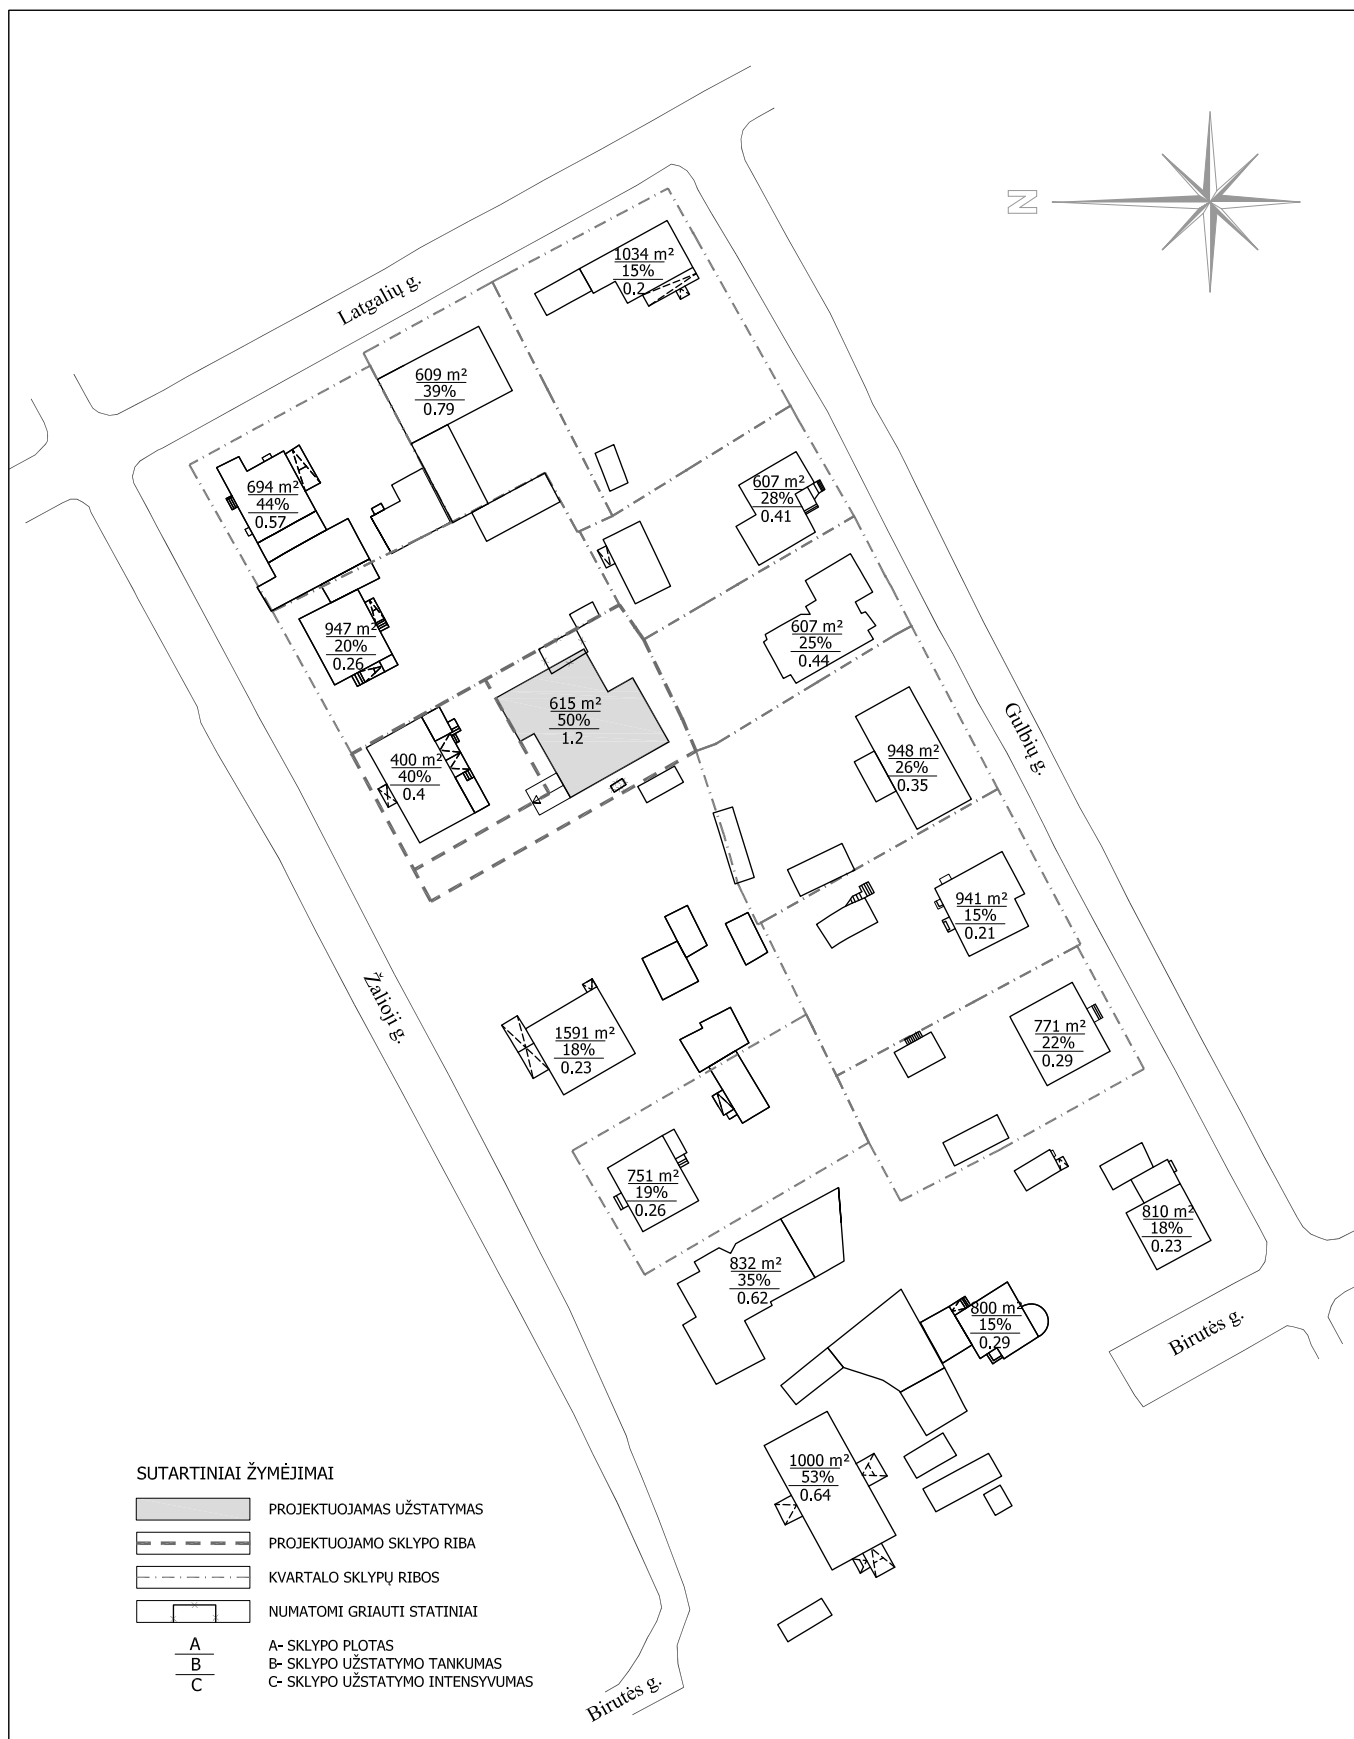 1034 m²
15%
0.2
N
Latgalių g.
609 m²
39%
0.79
694 m²
44%
0.57
607 m²
28%
0.41
947 m²
20%
0.26
607 m²
25%
0.44
615 m²
50%
1.2
Gulbių g.
400 m²
40%
0.4
948 m²
26%
0.35
941 m²
15%
0.21
Žalioji g.
1591 m²
18%
0.23
771 m²
22%
0.29
751 m²
19%
0.26
810 m²
18%
0.23
832 m²
35%
0.62
800 m²
15%
0.29
Birutės g.
1000 m²
53%
0.64
SUTARTINIAI ŽYMĖJIMAI
PROJEKTUOJAMAS UŽSTATYMAS
PROJEKTUOJAMO SKLYPO RIBA
KVARTALO SKLYPŲ RIBOS
NUMATOMI GRIAUTI STATINIAI
A A- SKLYPO PLOTAS
B B- SKLYPO UŽSTATYMO TANKUMAS
C C- SKLYPO UŽSTATYMO INTENSYVUMAS
Birutės g.